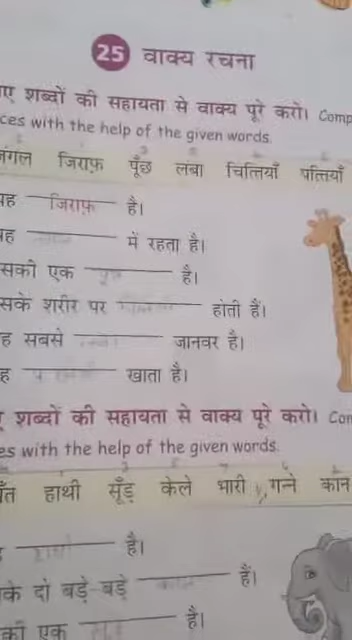 25 वाक्य रचना
ए शब्दों की सहायता से वाक्य पूरे करो। Comp
ces with the help of the given words.
जंगल जिराफ़ पूँछ लंबा चित्तियाँ पत्तियाँ
यह जिराफ़ है।
यह में रहता है।
सकी एक है।
सके शरीर पर होती हैं।
ह सबसे जानवर है।
ह खाता है।
ए शब्दों की सहायता से वाक्य पूरे करो। Con
es with the help of the given words.
ाँत हाथी सूँड़ केले भारी गन्ने कान
है।
के दो बड़े-बड़े हैं।
की एक है।